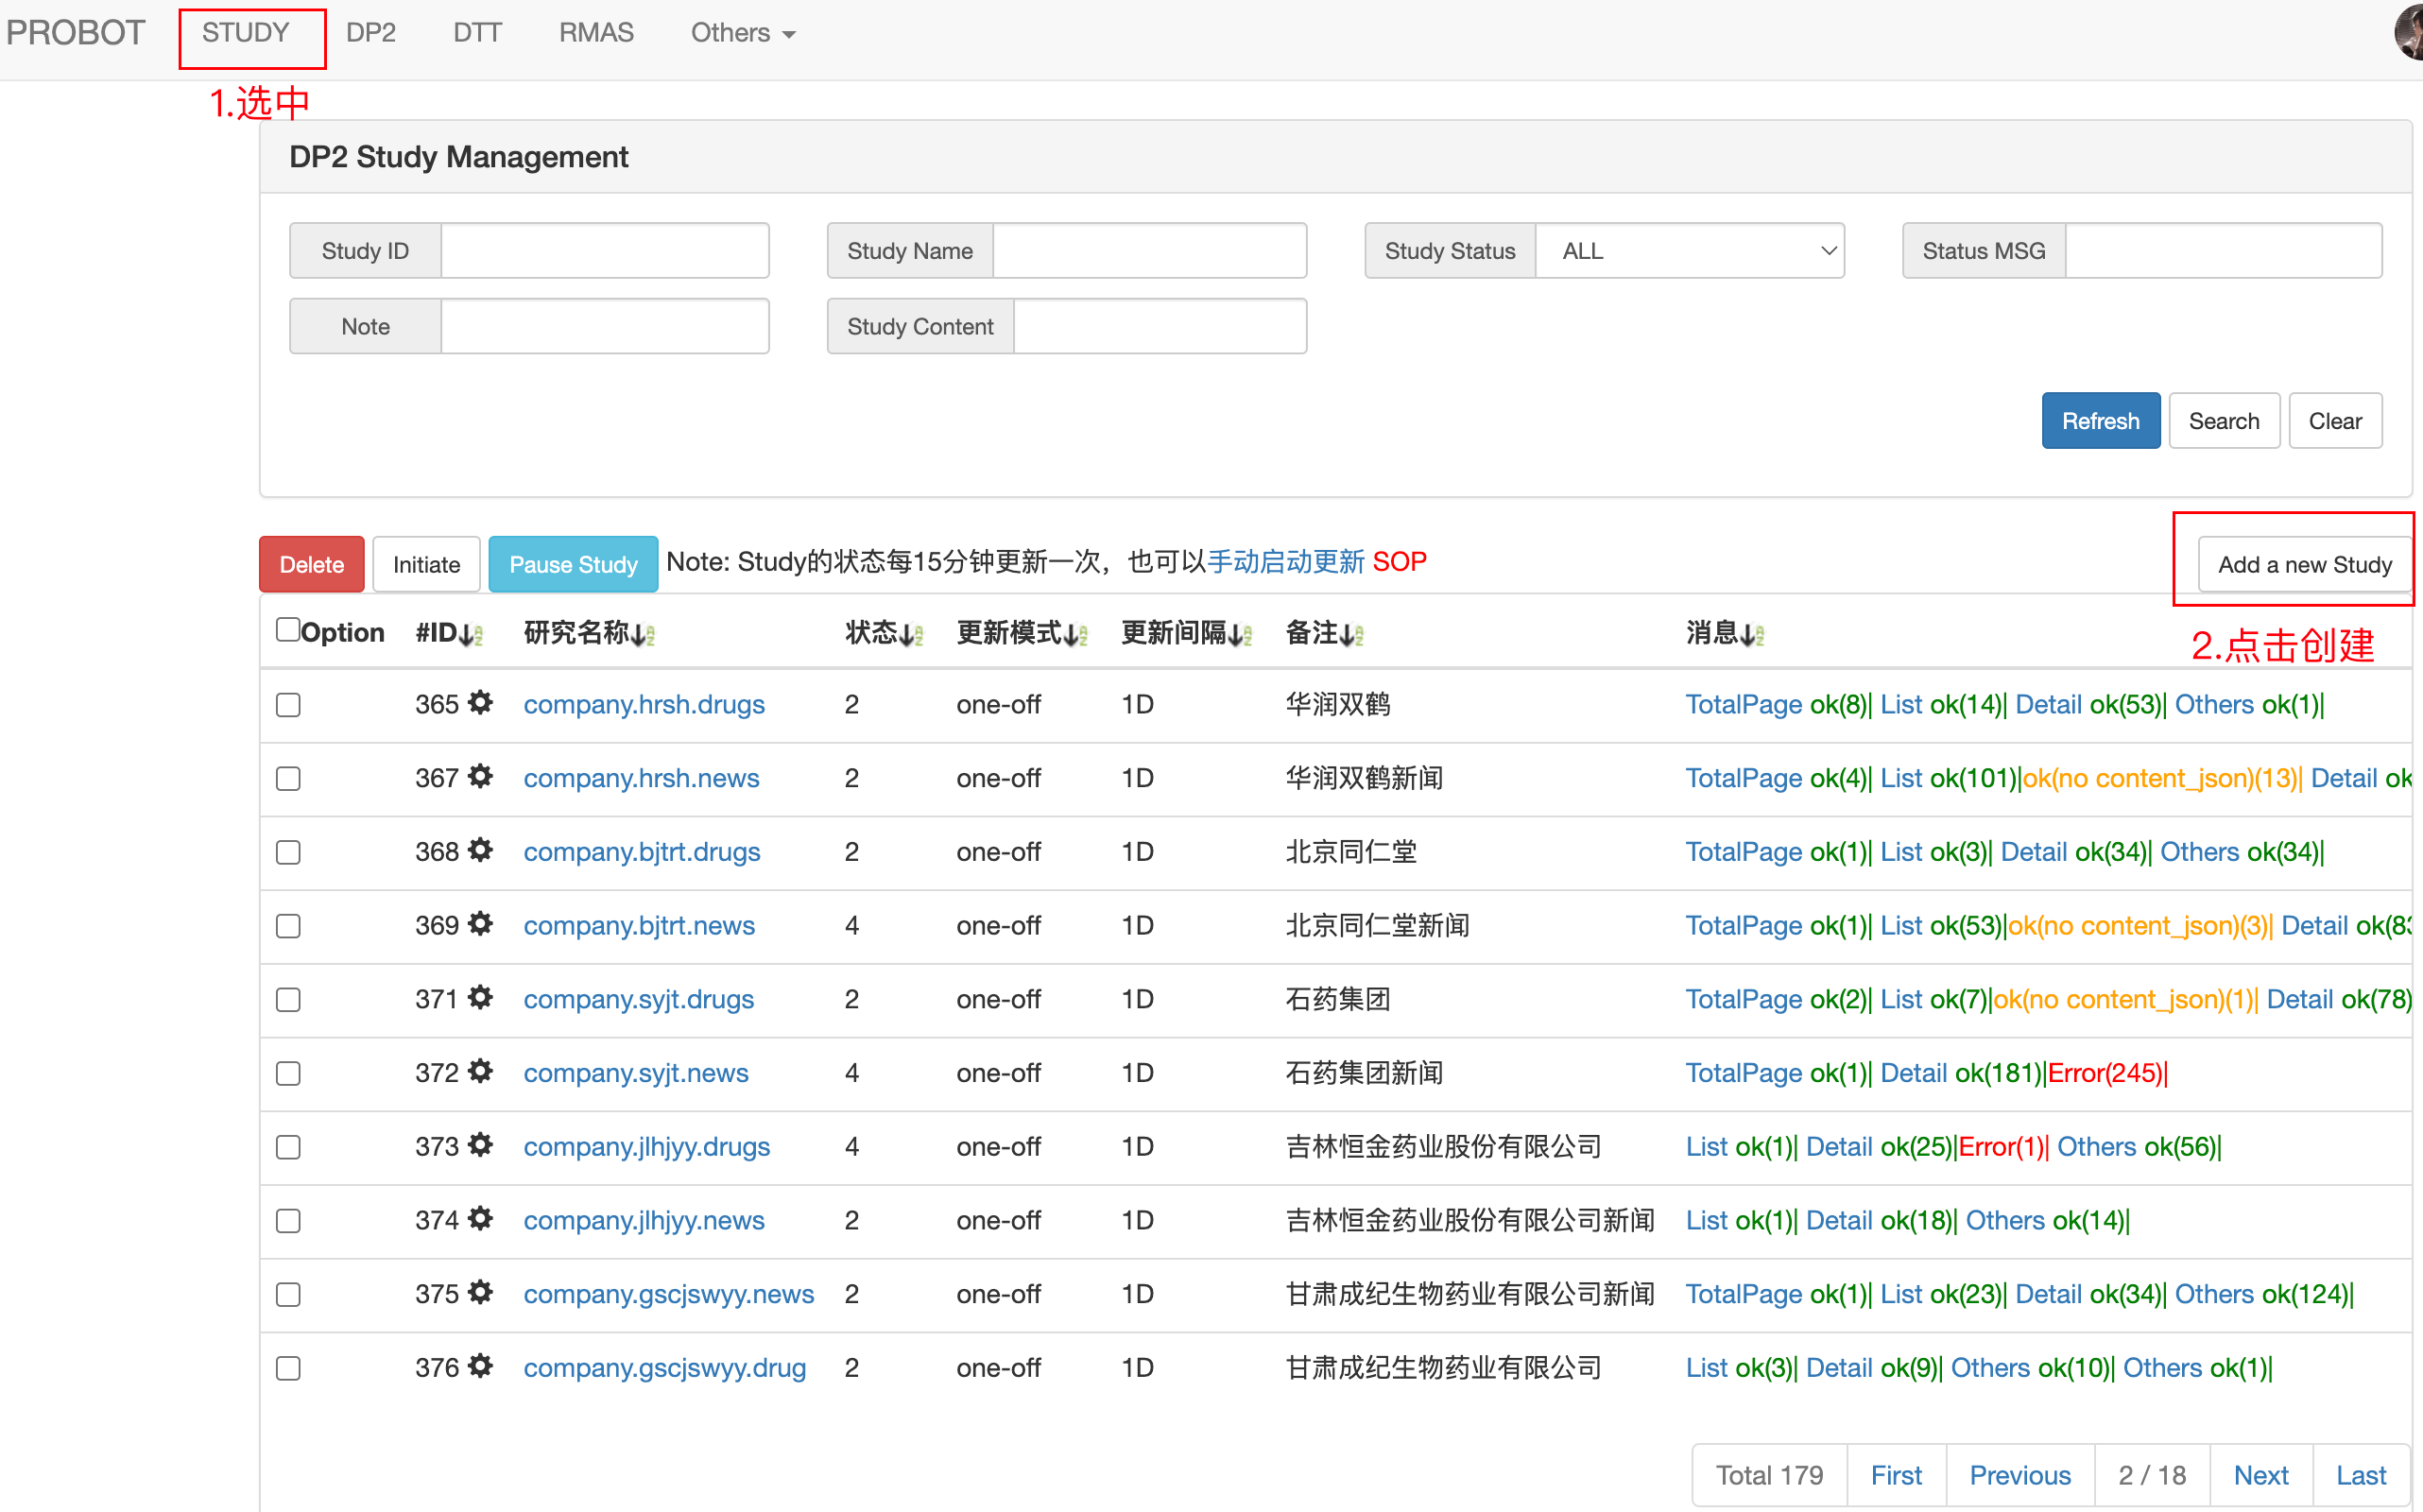 PROBOT STUDY DP2 DTT RMAS Others
1.选中
DP2 Study Management
Study ID Study Name Study Status ALL Status MSG
Note Study Content
Refresh Search Clear
Delete Initiate Pause Study Note: Study的状态每15分钟更新一次，也可以手动启动更新 SOP Add a new Study
Option #ID 研究名称 状态 更新模式 更新间隔 备注 消息
2.点击创建
365 company.hrsh.drugs 2 one-off 1D 华润双鹤 TotalPage ok(8)| List ok(14)| Detail ok(53)| Others ok(1)|
367 company.hrsh.news 2 one-off 1D 华润双鹤新闻 TotalPage ok(4)| List ok(101)|ok(no content_json)(13)| Detail ok
368 company.bjtrt.drugs 2 one-off 1D 北京同仁堂 TotalPage ok(1)| List ok(3)| Detail ok(34)| Others ok(34)|
369 company.bjtrt.news 4 one-off 1D 北京同仁堂新闻 TotalPage ok(1)| List ok(53)|ok(no content_json)(3)| Detail ok(83
371 company.syjt.drugs 2 one-off 1D 石药集团 TotalPage ok(2)| List ok(7)|ok(no content_json)(1)| Detail ok(78)
372 company.syjt.news 4 one-off 1D 石药集团新闻 TotalPage ok(1)| Detail ok(181)|Error(245)|
373 company.jlhjyy.drugs 4 one-off 1D 吉林恒金药业股份有限公司 List ok(1)| Detail ok(25)|Error(1)| Others ok(56)|
374 company.jlhjyy.news 2 one-off 1D 吉林恒金药业股份有限公司新闻 List ok(1)| Detail ok(18)| Others ok(14)|
375 company.gscjswyy.news 2 one-off 1D 甘肃成纪生物药业有限公司新闻 TotalPage ok(1)| List ok(23)| Detail ok(34)| Others ok(124)|
376 company.gscjswyy.drug 2 one-off 1D 甘肃成纪生物药业有限公司 List ok(3)| Detail ok(9)| Others ok(10)| Others ok(1)|
Total 179 First Previous 2 / 18 Next Last